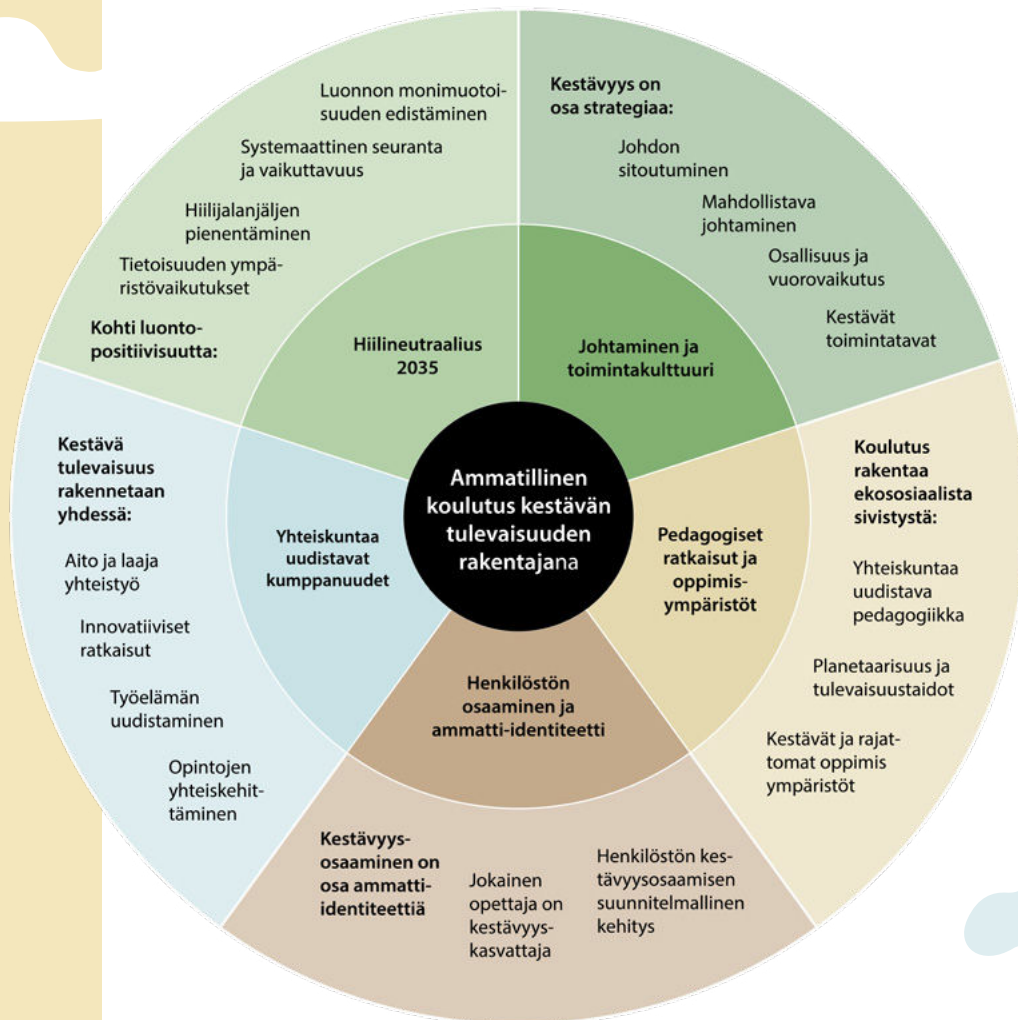 Luonnon monimuotoi-
suuden edistäminen
Systemaattinen seuranta
ja vaikuttavuus
Hiilijalanjäljen
pienentäminen
Tietoisuuden ympä-
ristövaikutukset
Kohti luonto-
positiivisuutta:
Hiilineutraalius
2035
Kestävyys on
osa strategiaa:
Johdon
sitoutuminen
Mahdollistava
johtaminen
Osallisuus ja
vuorovaikutus
Kestävät
toimintatavat
Johtaminen ja
toimintakulttuuri
Ammatillinen
koulutus kestävän
tulevaisuuden
rakentajana
Kestävä
tulevaisuus
rakennetaan
yhdessä:
Aito ja laaja
yhteistyö
Innovatiiviset
ratkaisut
Työelämän
uudistaminen
Opintojen
yhteiskehit-
täminen
Yhteiskuntaa
uudistavat
kumppanuudet
Pedagogiset
ratkaisut ja
oppimis-
ympäristöt
Koulutus
rakentaa
ekososiaalista
sivistystä:
Yhteiskuntaa
uudistava
pedagogiikka
Planetaarisuus ja
tulevaisuustaidot
Kestävät ja rajat-
tomat oppimis
ympäristöt
Henkilöstön
osaaminen ja
ammatti-identiteetti
Kestävyys-
osaaminen on
osa ammatti-
identiteettiä
Jokainen
opettaja on
kestävyys-
kasvattaja
Henkilöstön kes-
tävyysosaamisen
suunnitelmallinen
kehitys